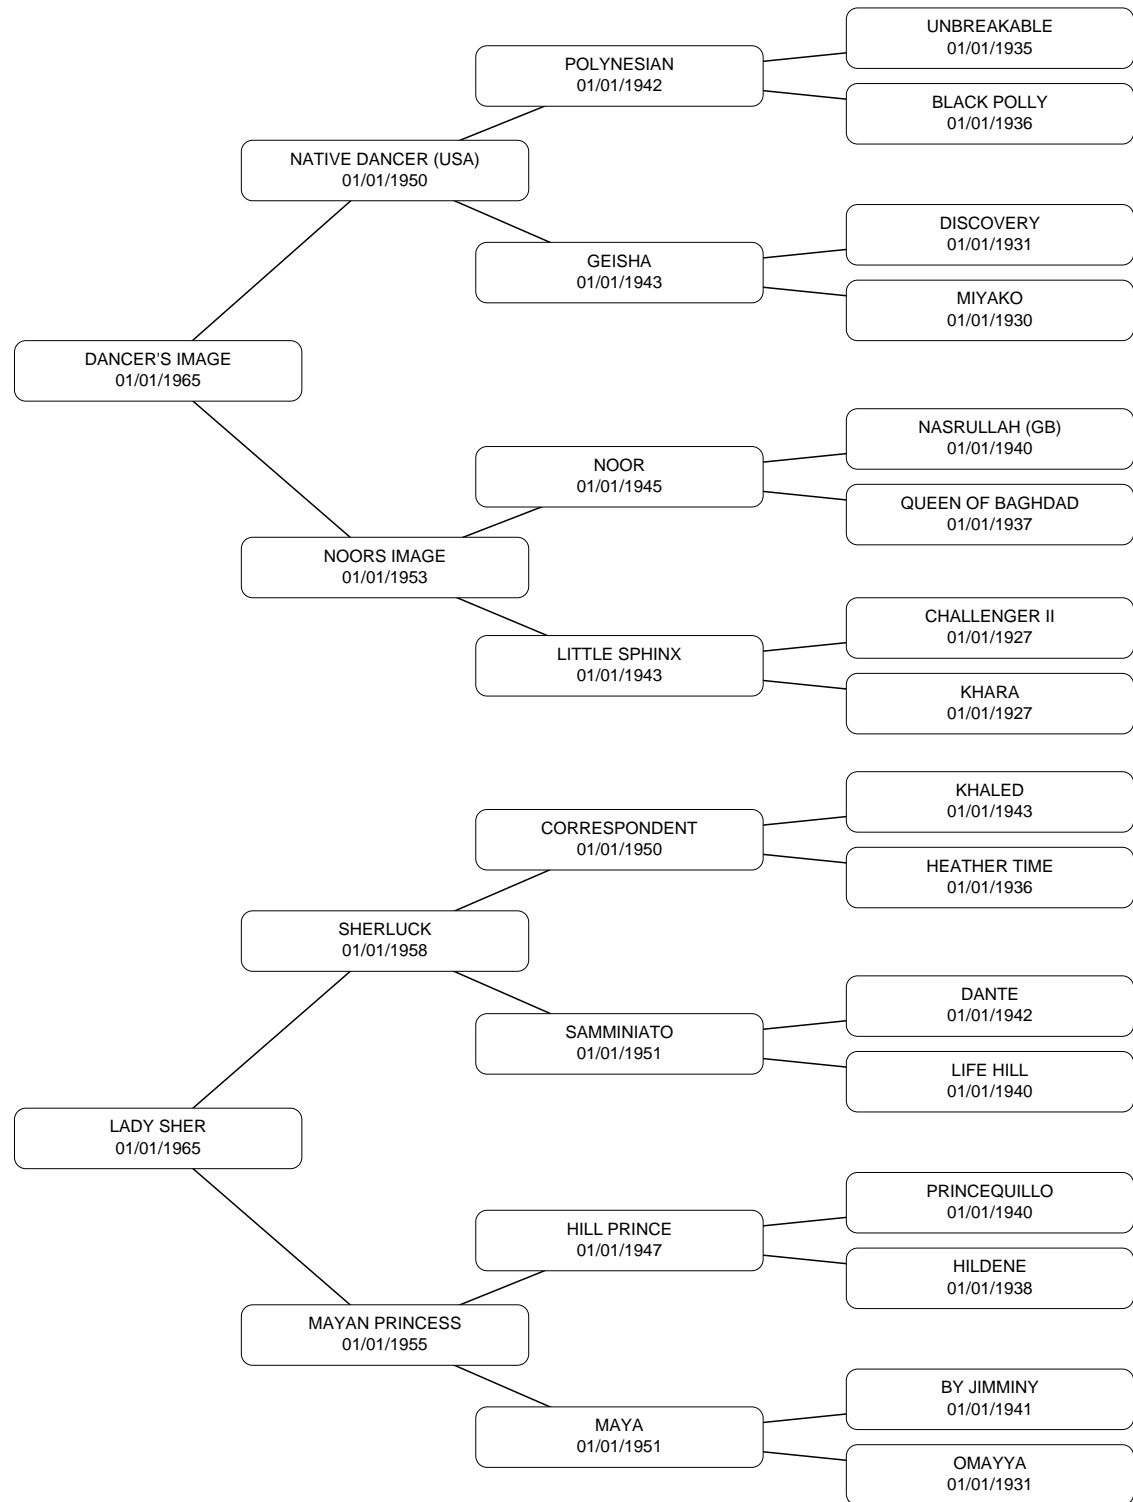 UNBREAKABLE
01/01/1935
POLYNESIAN
01/01/1942
BLACK POLLY
01/01/1936
NATIVE DANCER (USA)
01/01/1950
DISCOVERY
01/01/1931
GEISHA
01/01/1943
MIYAKO
01/01/1930
DANCER'S IMAGE
01/01/1965
NASRULLAH (GB)
01/01/1940
NOOR
01/01/1945
QUEEN OF BAGHDAD
01/01/1937
NOORS IMAGE
01/01/1953
CHALLENGER II
01/01/1927
LITTLE SPHINX
01/01/1943
KHARA
01/01/1927
KHALED
01/01/1943
CORRESPONDENT
01/01/1950
HEATHER TIME
01/01/1936
SHERLUCK
01/01/1958
DANTE
01/01/1942
SAMMINIATO
01/01/1951
LIFE HILL
01/01/1940
LADY SHER
01/01/1965
PRINCEQUILLO
01/01/1940
HILL PRINCE
01/01/1947
HILDENE
01/01/1938
MAYAN PRINCESS
01/01/1955
BY JIMMINY
01/01/1941
MAYA
01/01/1951
OMAYYA
01/01/1931